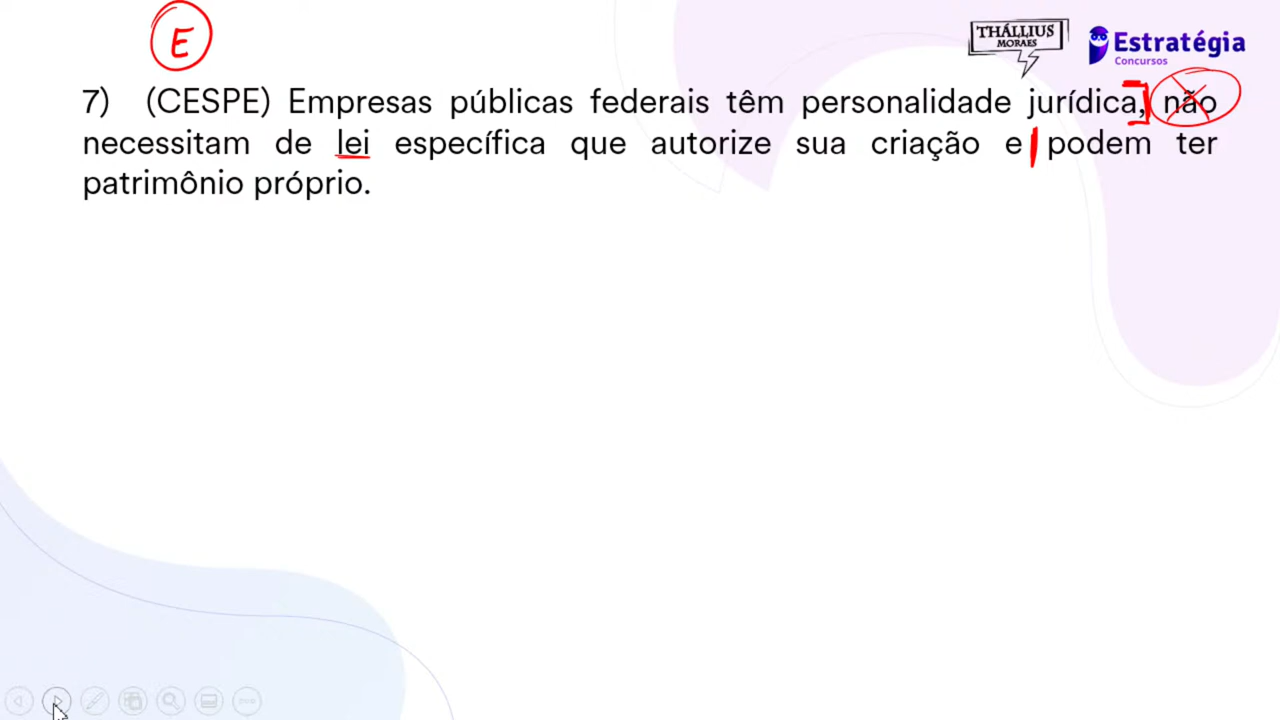 E
THÁLLIUS
MORAES
Estratégia
Concursos
7) (CESPE) Empresas públicas federais têm personalidade jurídica, não
necessitam de lei específica que autorize sua criação e podem ter
patrimônio próprio.